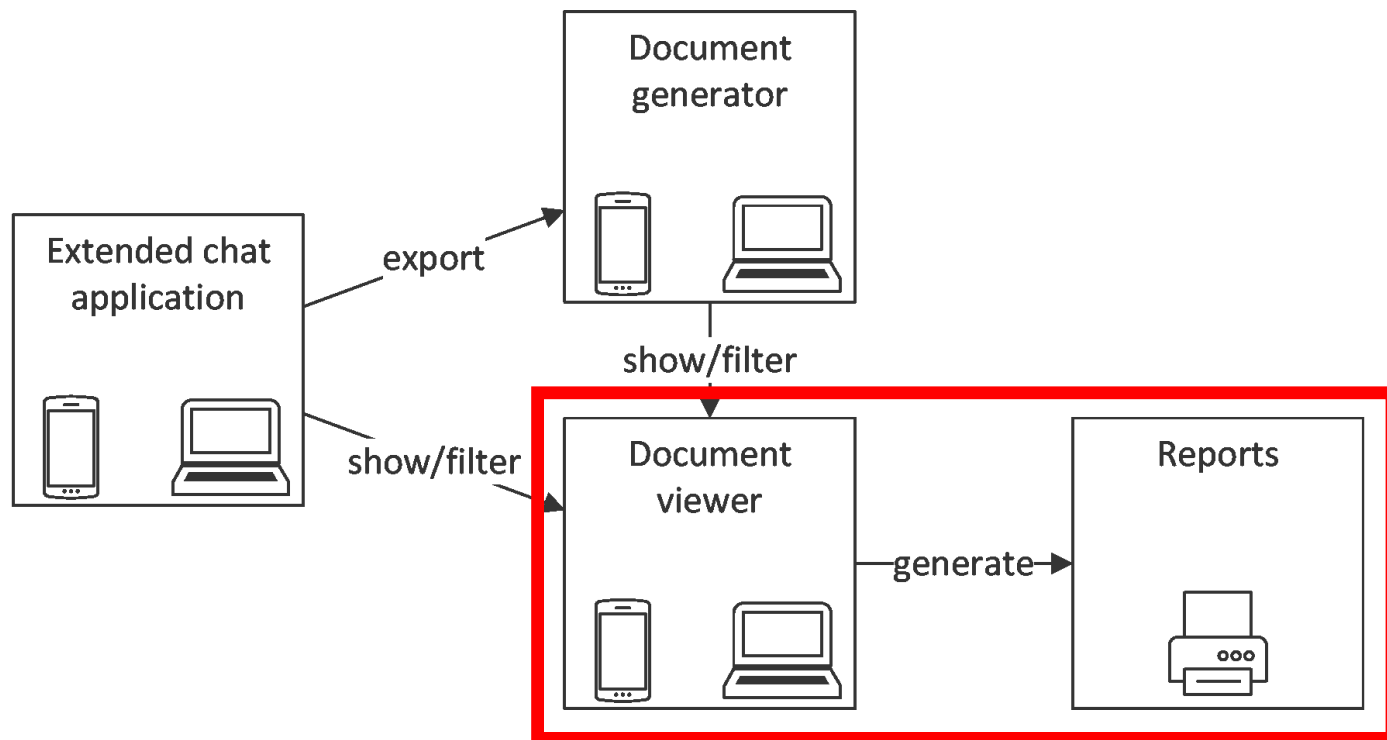 Document
generator
Extended chat
application
export
show/filter
show/filter
Document
viewer
generate
Reports